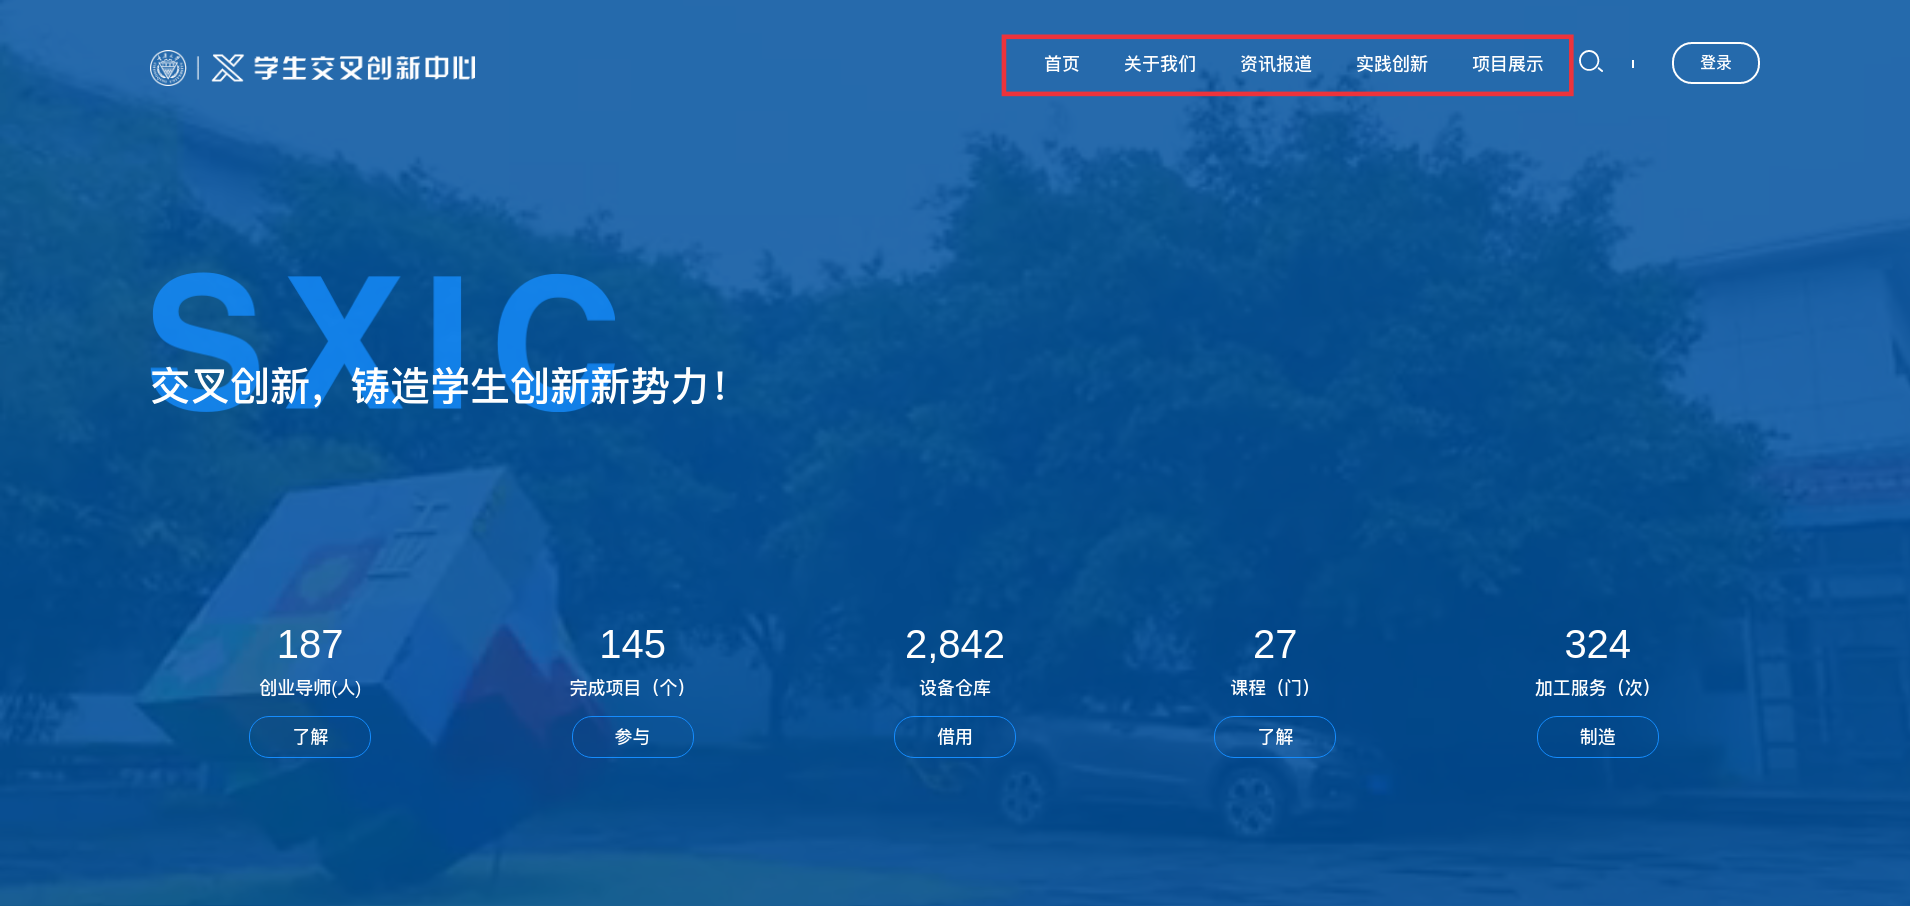 学生交叉创新中心
首页 关于我们 资讯报道 实践创新 项目展示 登录
SXIC
交叉创新，铸造学生创新新势力！
187 145 2,842 27 324
创业导师(人) 完成项目（个） 设备仓库 课程（门） 加工服务（次）
了解 参与 借用 了解 制造